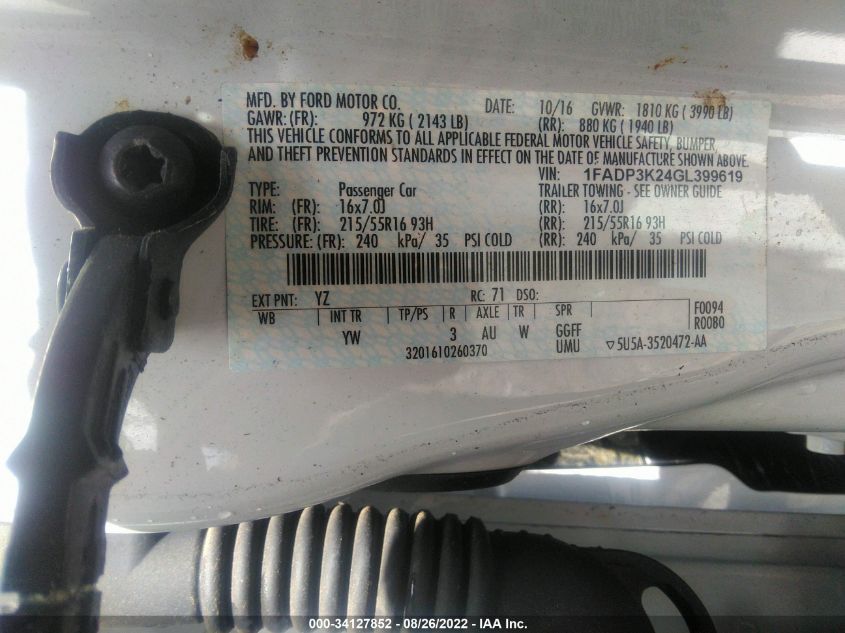 MFD. BY FORD MOTOR CO. DATE: 10/16 GVWR: 1810 KG ( 3990 LB)
GAWR: (FR): 972 KG ( 2143 LB) (RR): 880 KG ( 1940 LB)
THIS VEHICLE CONFORMS TO ALL APPLICABLE FEDERAL MOTOR VEHICLE SAFETY, BUMPER,
AND THEFT PREVENTION STANDARDS IN EFFECT ON THE DATE OF MANUFACTURE SHOWN ABOVE.
VIN: 1FADP3K24GL399619
TYPE: Passenger Car TRAILER TOWING - SEE OWNER GUIDE
RIM: (FR): 16x7.0J (RR): 16x7.0J
TIRE: (FR): 215/55R16 93H (RR): 215/55R16 93H
PRESSURE: (FR): 240 kPa/ 35 PSI COLD (RR): 240 kPa/ 35 PSI COLD
EXT PNT: YZ RC: 71 DSO:
WB INT TR TP/PS R AXLE TR SPR F0094
YW 3 AU W GGFF R0080
3201610260370 UMU ▽5U5A-3520472-AA
000-34127852 - 08/26/2022 - IAA Inc.